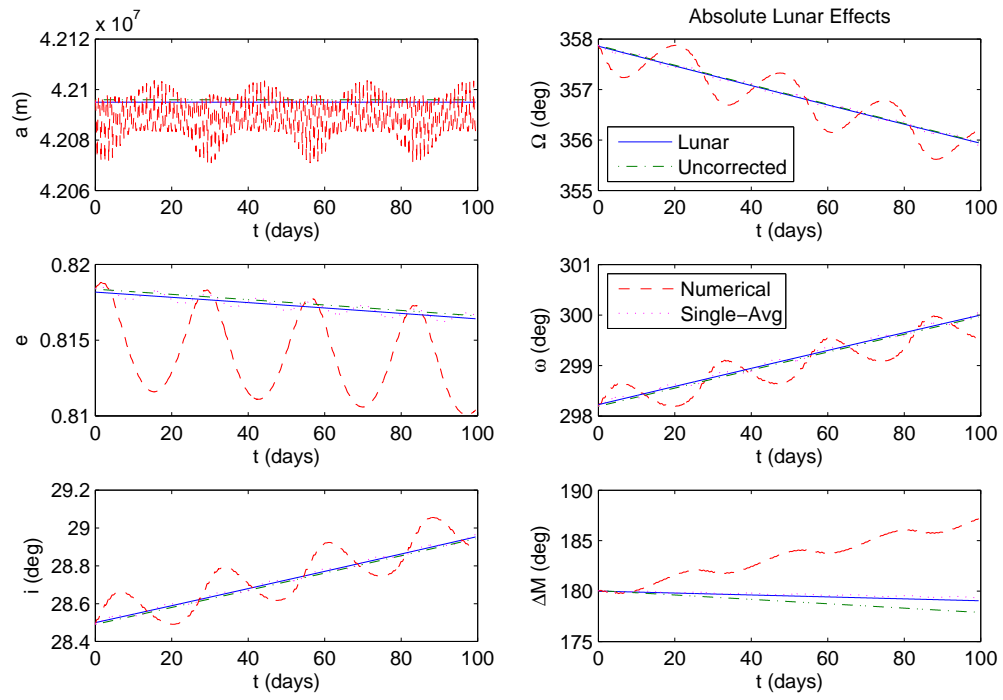 x 10^7
4.212
4.21
4.208
4.206
a (m)
0 20 40 60 80 100
t (days)
Absolute Lunar Effects
358
357
356
355
Ω (deg)
Lunar
Uncorrected
0 20 40 60 80 100
t (days)
0.82
0.815
0.81
e
0 20 40 60 80 100
t (days)
301
300
299
298
ω (deg)
Numerical
Single-Avg
0 20 40 60 80 100
t (days)
29.2
29
28.8
28.6
28.4
i (deg)
0 20 40 60 80 100
t (days)
190
185
180
175
ΔM (deg)
0 20 40 60 80 100
t (days)